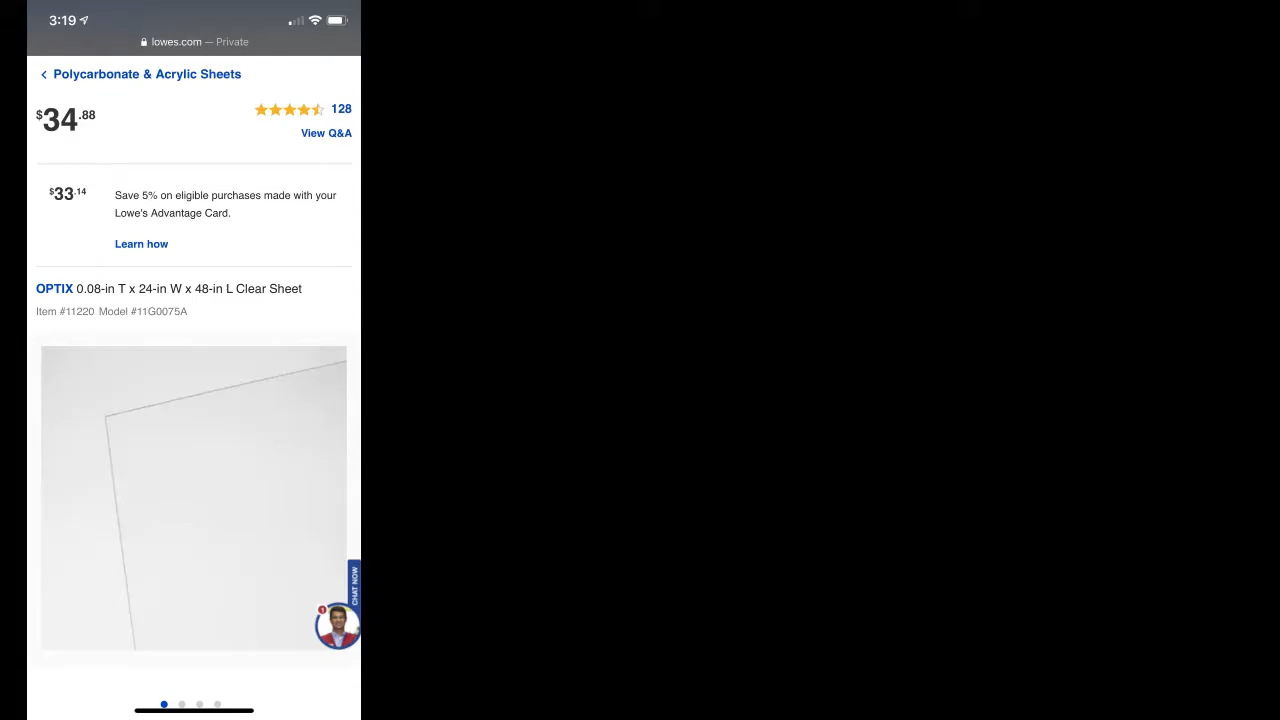 3:19
lowes.com — Private
Polycarbonate & Acrylic Sheets
$34.88
128
View Q&A
$33.14
Save 5% on eligible purchases made with your
Lowe's Advantage Card.
Learn how
OPTIX 0.08-in T x 24-in W x 48-in L Clear Sheet
Item #11220 Model #11G0075A
CHAT NOW
1